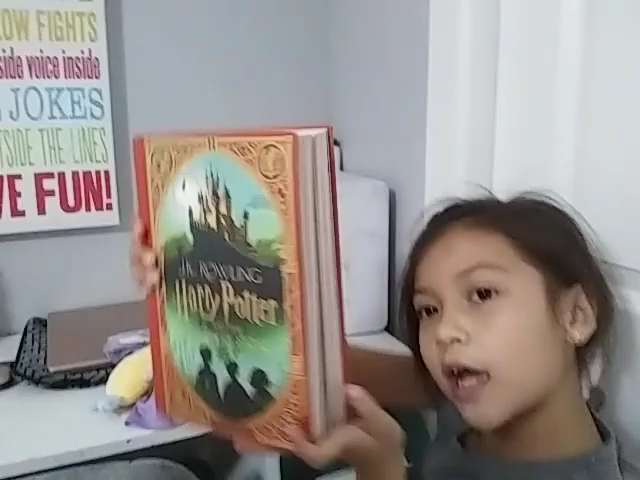 OW FIGHTS
side voice inside
JOKES
TSIDE THE LINES
VE FUN!
J.K. ROWLING
Harry Potter